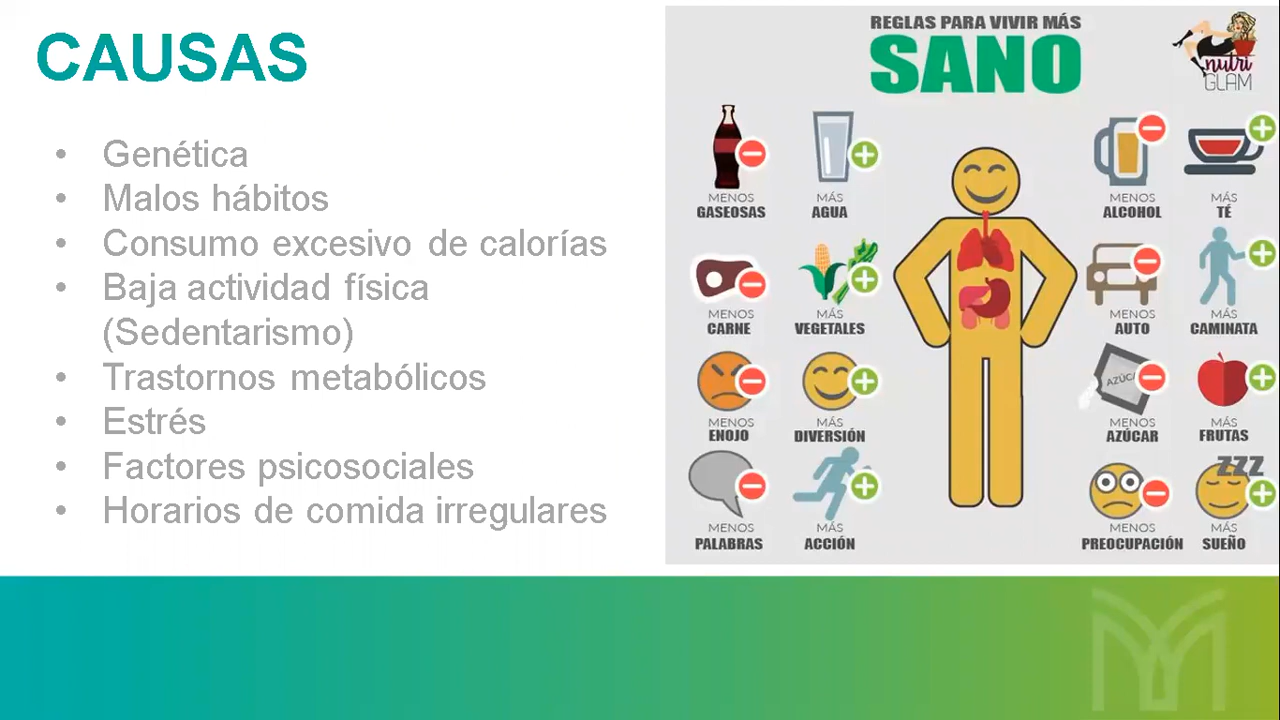 CAUSAS
• Genética
• Malos hábitos
• Consumo excesivo de calorías
• Baja actividad física
(Sedentarismo)
• Trastornos metabólicos
• Estrés
• Factores psicosociales
• Horarios de comida irregulares
REGLAS PARA VIVIR MÁS
SANO
nutri
GLAM
MENOS
GASEOSAS
MÁS
AGUA
MENOS
ALCOHOL
MÁS
TÉ
MENOS
CARNE
MÁS
VEGETALES
MENOS
AUTO
MÁS
CAMINATA
MENOS
ENOJO
MÁS
DIVERSIÓN
AZÚCA
MENOS
AZÚCAR
MÁS
FRUTAS
MENOS
PALABRAS
MÁS
ACCIÓN
MENOS
PREOCUPACIÓN
ZZZ
MÁS
SUEÑO